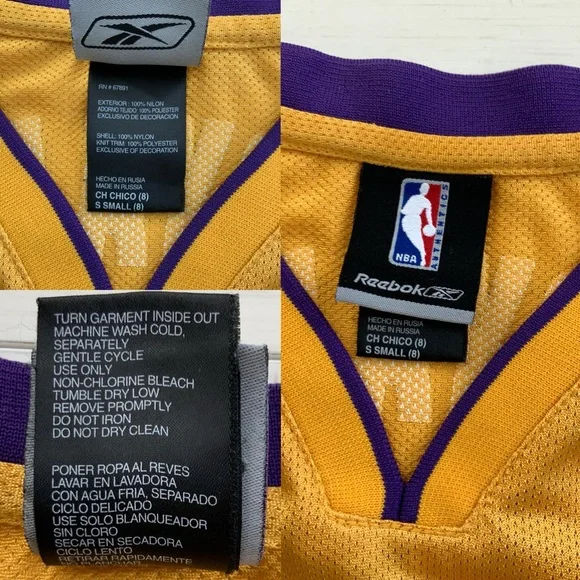 RN # 67891
EXTERIOR: 100% NILON
ADORNO TEJIDO: 100% POLYESTER
EXCLUSIVO DE DECORACION
SHELL: 100% NYLON
KNIT TRIM: 100% POLYESTER
EXCLUSIVE OF DECORATION
HECHO EN RUSIA
MADE IN RUSSIA
CH CHICO (8)
S SMALL (8)
NBA
AUTHENTICS
Reebok
HECHO EN RUSIA
MADE IN RUSSIA
CH CHICO (8)
S SMALL (8)
TURN GARMENT INSIDE OUT
MACHINE WASH COLD,
SEPARATELY
GENTLE CYCLE
USE ONLY
NON-CHLORINE BLEACH
TUMBLE DRY LOW
REMOVE PROMPTLY
DO NOT IRON
DO NOT DRY CLEAN
PONER ROPA AL REVES
LAVAR EN LAVADORA
CON AGUA FRIA, SEPARADO
CICLO DELICADO
USE SOLO BLANQUEADOR
SIN CLORO
SECAR EN SECADORA
CICLO LENTO
RETIRAR RAPIDAMENTE